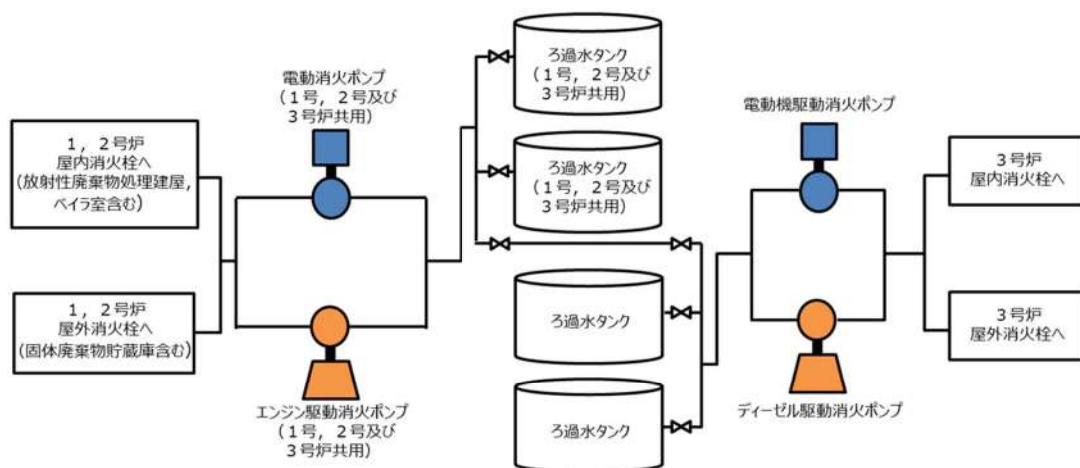 電動消火ポンプ
(1号,2号及び
3号炉共用)
1,2号炉
屋内消火栓へ
(放射性廃棄物処理建屋,
ベイラ室含む)
1,2号炉
屋外消火栓へ
(固体廃棄物貯蔵庫含む)
エンジン駆動消火ポンプ
(1号,2号及び
3号炉共用)
ろ過水タンク
(1号,2号及び
3号炉共用)
ろ過水タンク
(1号,2号及び
3号炉共用)
ろ過水タンク
ろ過水タンク
電動機駆動消火ポンプ
ディーゼル駆動消火ポンプ
3号炉
屋内消火栓へ
3号炉
屋外消火栓へ